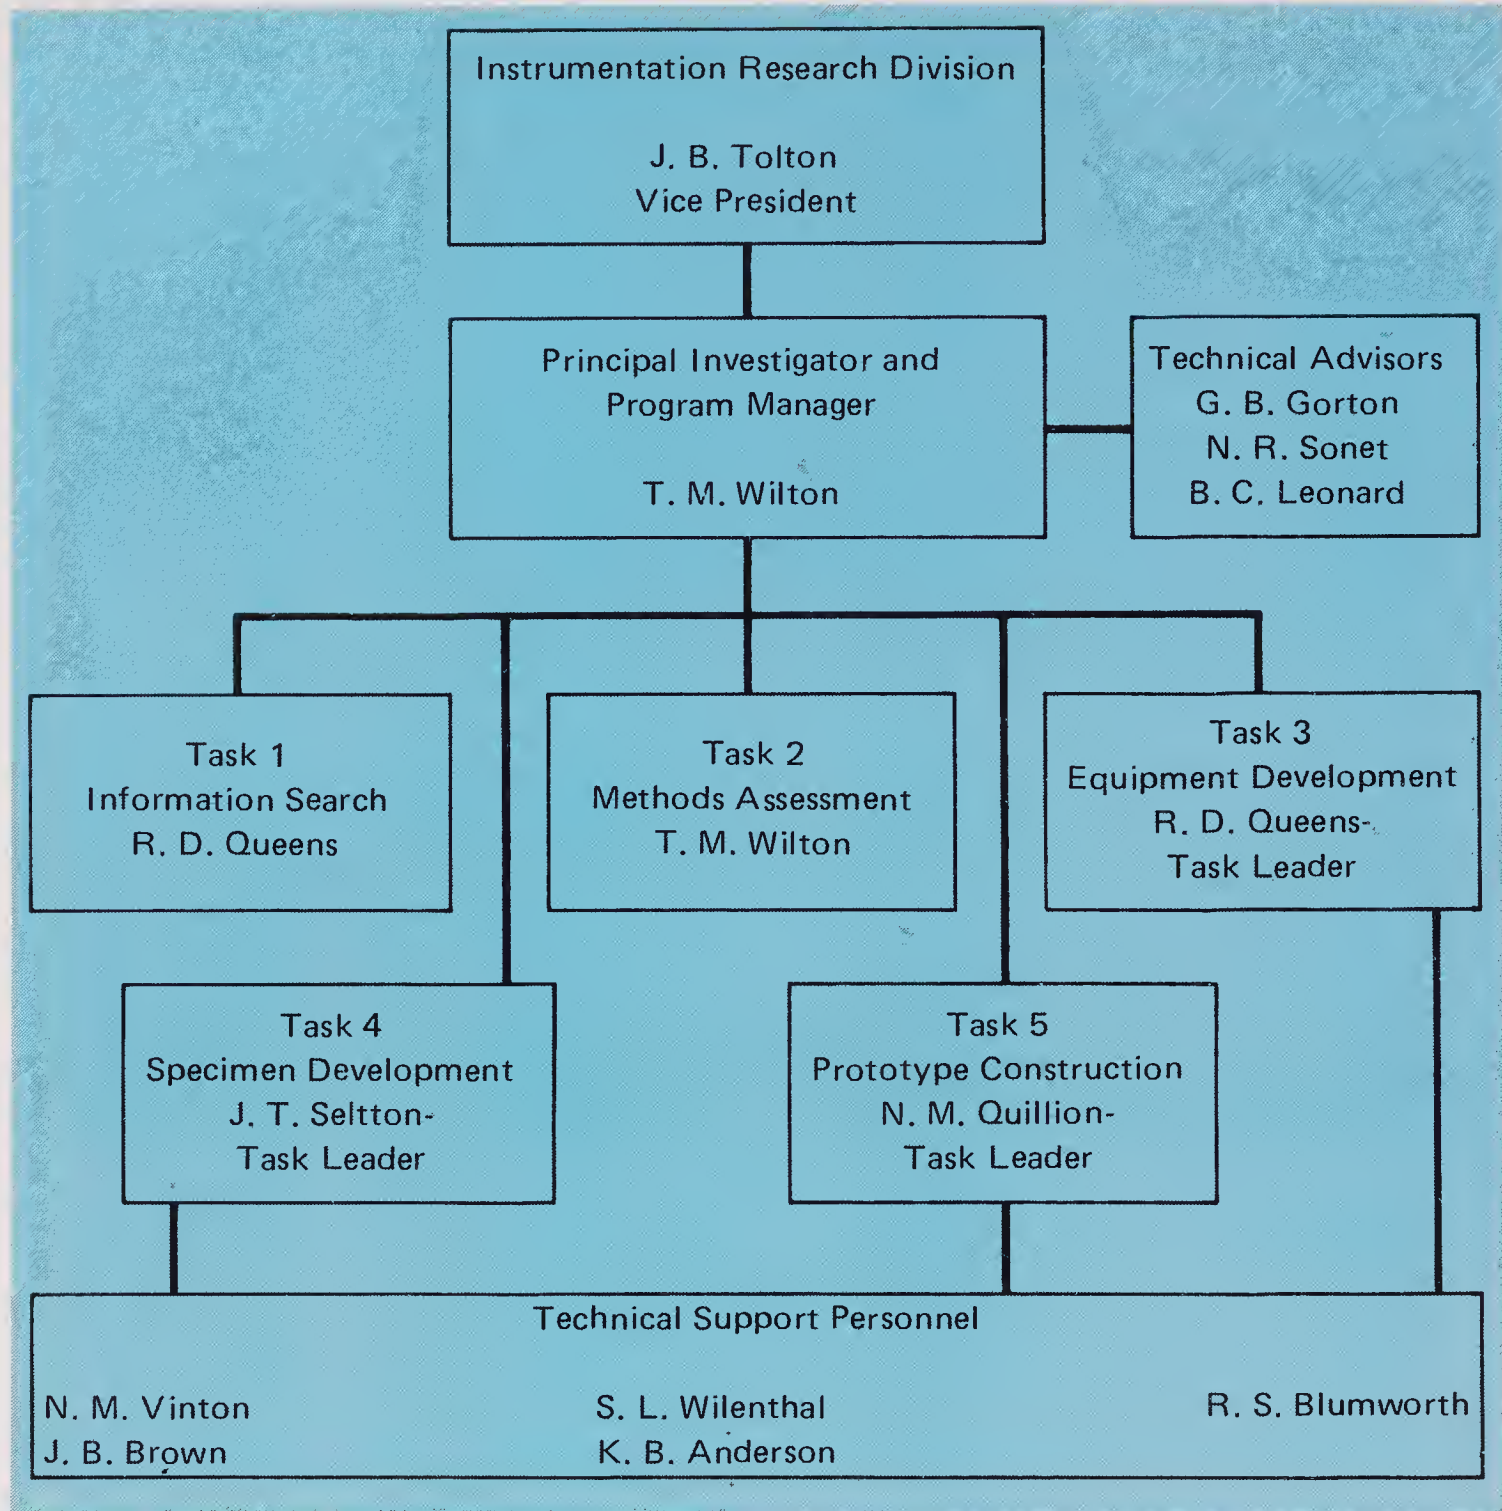 Instrumentation Research Division
J. B. Tolton
Vice President
Principal Investigator and
Program Manager
T. M. Wilton
Technical Advisors
G. B. Gorton
N. R. Sonet
B. C. Leonard
Task 1
Information Search
R. D. Queens
Task 2
Methods Assessment
T. M. Wilton
Task 3
Equipment Development
R. D. Queens-
Task Leader
Task 4
Specimen Development
J. T. Seltton-
Task Leader
Task 5
Prototype Construction
N. M. Quillion-
Task Leader
Technical Support Personnel
N. M. Vinton
J. B. Brown
S. L. Wilenthal
K. B. Anderson
R. S. Blumworth